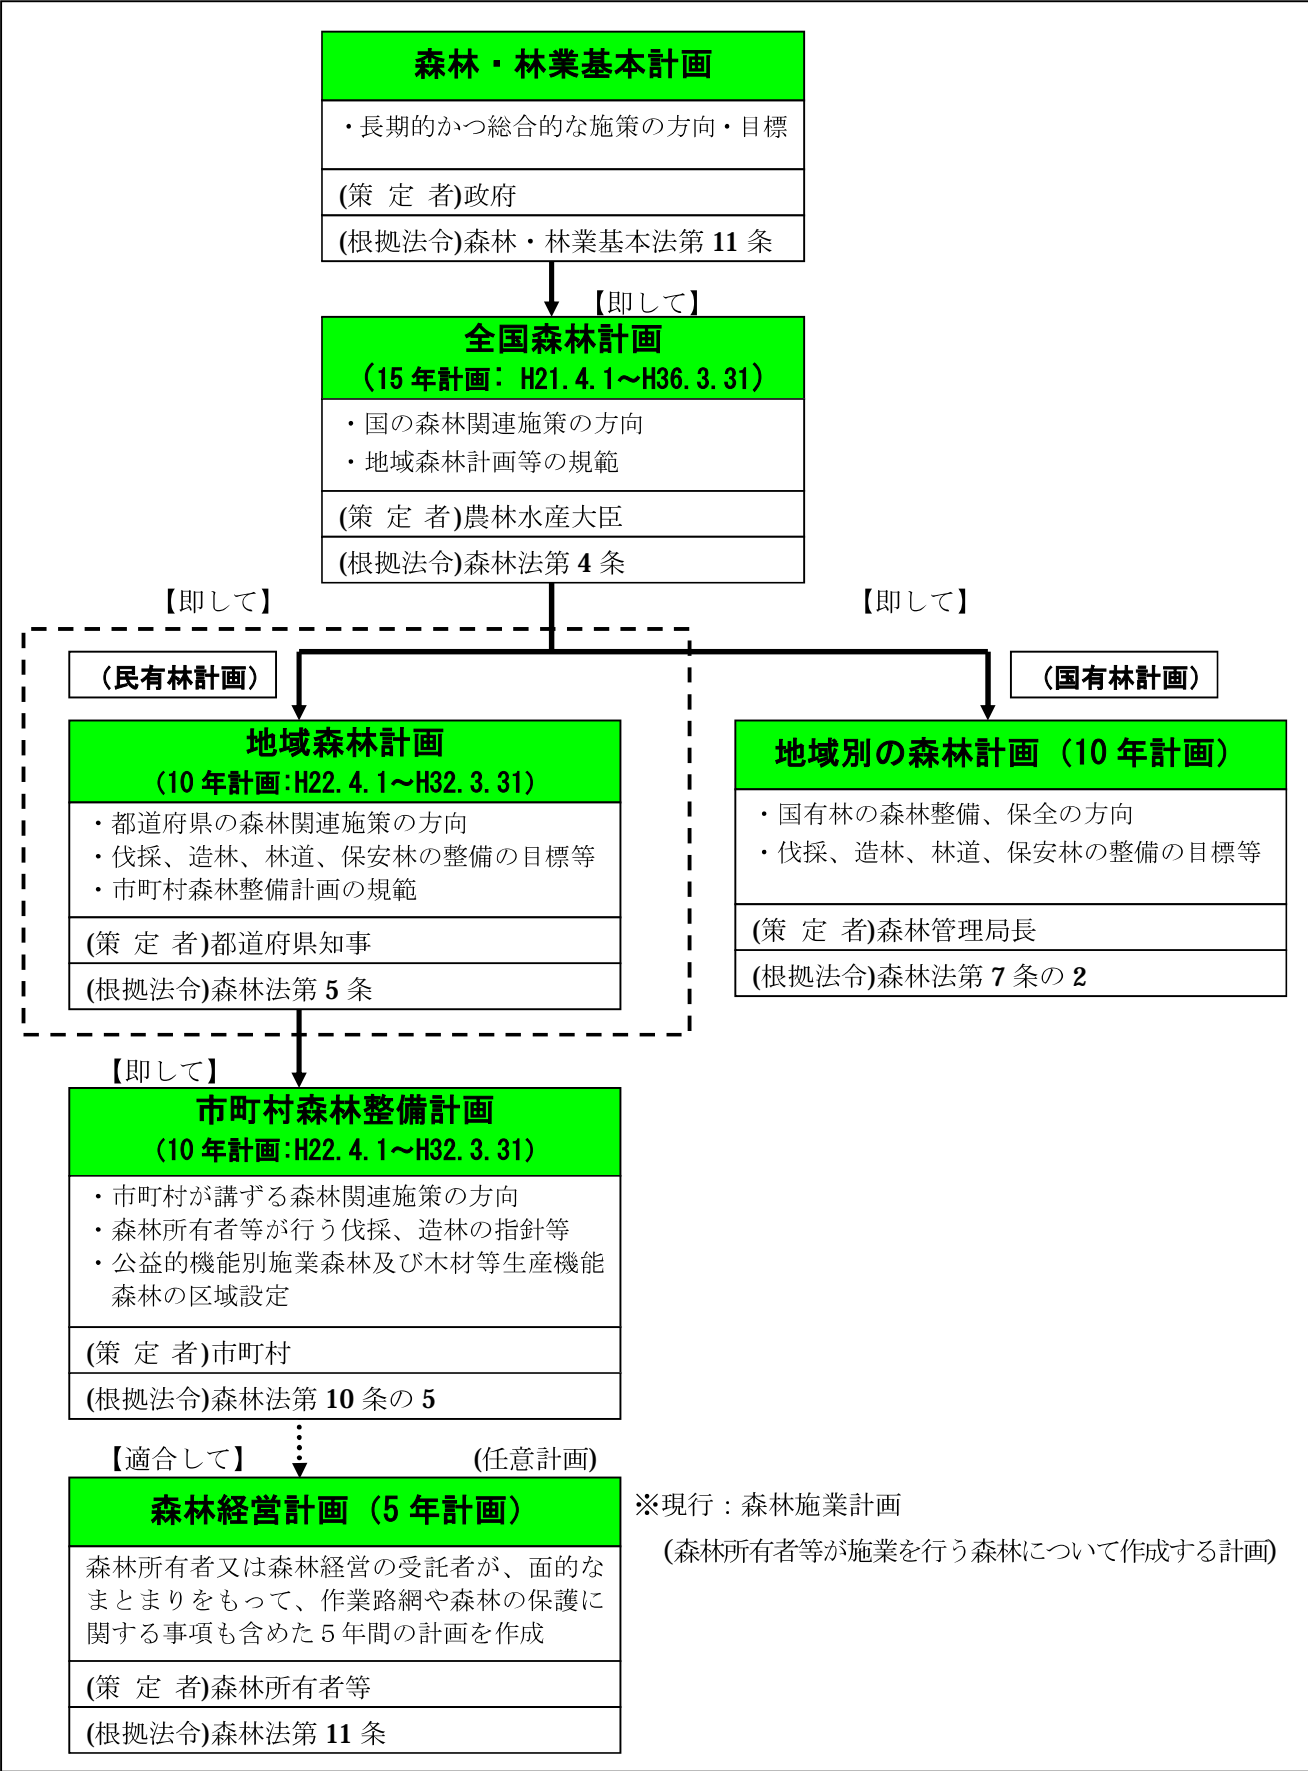 森林・林業基本計画
・長期的かつ総合的な施策の方向・目標
(策 定 者)政府
(根拠法令)森林・林業基本法第 11 条
【即して】
全国森林計画
（15 年計画： H21.4.1～H36.3.31）
・国の森林関連施策の方向
・地域森林計画等の規範
(策 定 者)農林水産大臣
(根拠法令)森林法第 4 条
【即して】
【即して】
（民有林計画）
（国有林計画）
地域森林計画
（10 年計画：H22.4.1～H32.3.31）
・都道府県の森林関連施策の方向
・伐採、造林、林道、保安林の整備の目標等
・市町村森林整備計画の規範
(策 定 者)都道府県知事
(根拠法令)森林法第 5 条
地域別の森林計画（10 年計画）
・国有林の森林整備、保全の方向
・伐採、造林、林道、保安林の整備の目標等
(策 定 者)森林管理局長
(根拠法令)森林法第 7 条の 2
【即して】
市町村森林整備計画
（10 年計画：H22.4.1～H32.3.31）
・市町村が講ずる森林関連施策の方向
・森林所有者等が行う伐採、造林の指針等
・公益的機能別施業森林及び木材等生産機能
森林の区域設定
(策 定 者)市町村
(根拠法令)森林法第 10 条の 5
【適合して】
(任意計画)
森林経営計画（5 年計画）
森林所有者又は森林経営の受託者が、面的な
まとまりをもって、作業路網や森林の保護に
関する事項も含めた５年間の計画を作成
(策 定 者)森林所有者等
(根拠法令)森林法第 11 条
※現行：森林施業計画
(森林所有者等が施業を行う森林について作成する計画)